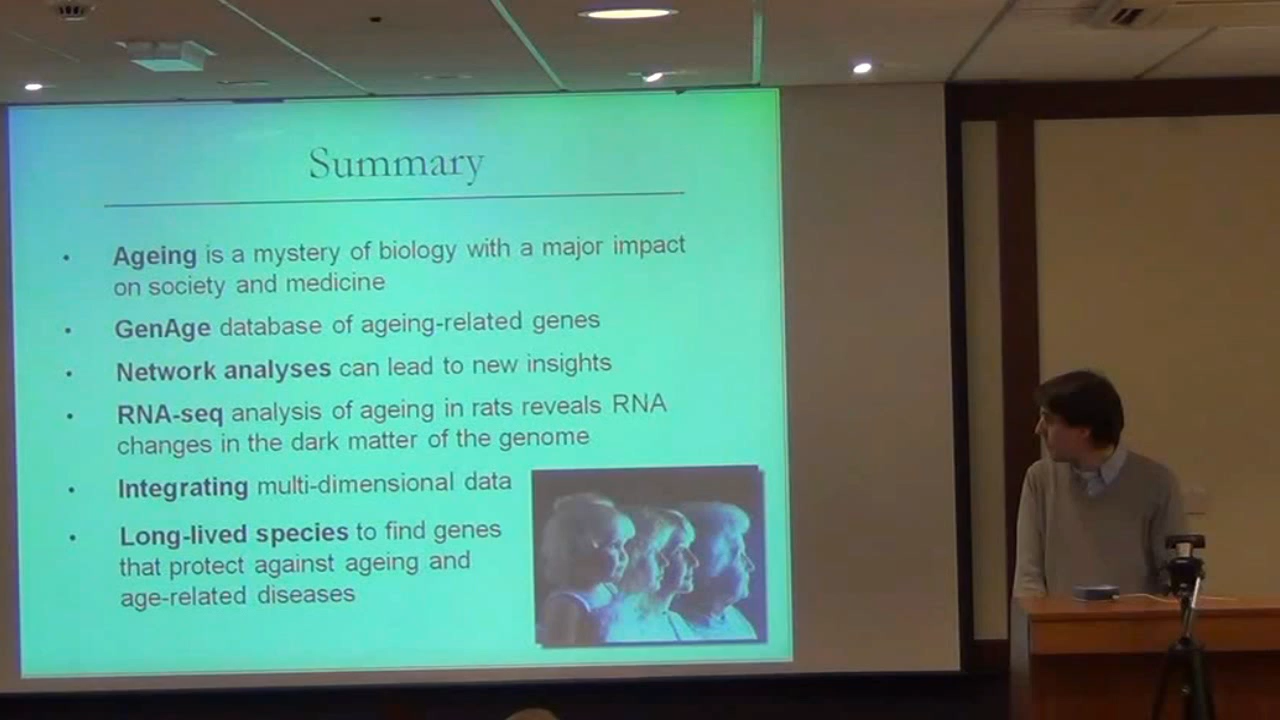 Summary
• Ageing is a mystery of biology with a major impact
on society and medicine
• GenAge database of ageing-related genes
• Network analyses can lead to new insights
• RNA-seq analysis of ageing in rats reveals RNA
changes in the dark matter of the genome
• Integrating multi-dimensional data
• Long-lived species to find genes
that protect against ageing and
age-related diseases